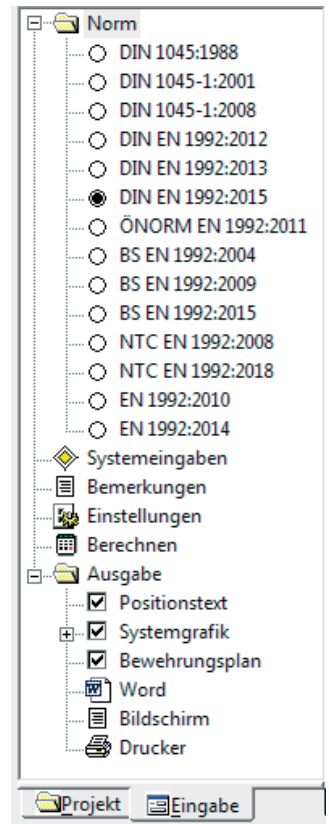 Norm
DIN 1045:1988
DIN 1045-1:2001
DIN 1045-1:2008
DIN EN 1992:2012
DIN EN 1992:2013
DIN EN 1992:2015
ÖNORM EN 1992:2011
BS EN 1992:2004
BS EN 1992:2009
BS EN 1992:2015
NTC EN 1992:2008
NTC EN 1992:2018
EN 1992:2010
EN 1992:2014
Systemeingaben
Bemerkungen
Einstellungen
Berechnen
Ausgabe
Positionstext
Systemgrafik
Bewehrungsplan
Word
Bildschirm
Drucker
Projekt Eingabe